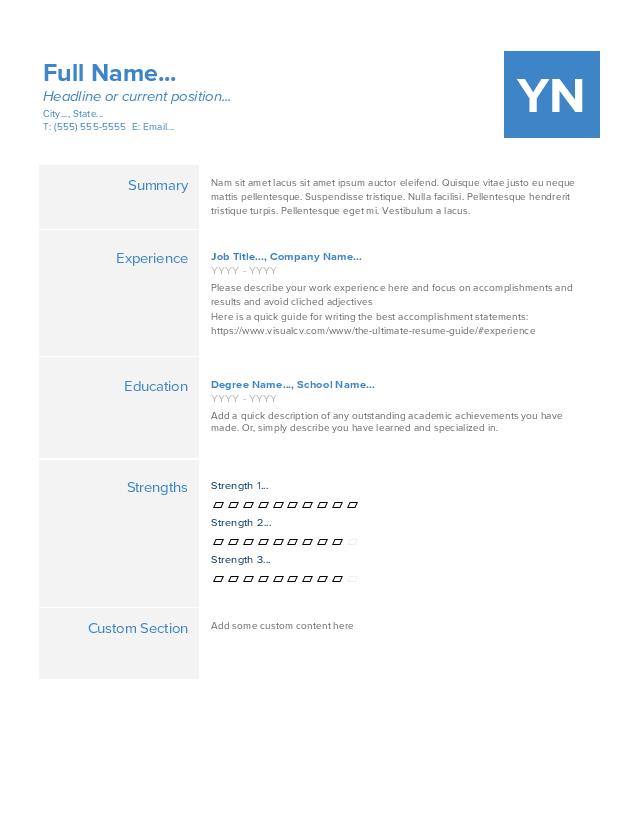 Full Name...
Headline or current position...
City..., State...
T: (555) 555-5555 E: Email...
YN
Summary
Nam sit amet lacus sit amet ipsum auctor eleifend. Quisque vitae justo eu neque
mattis pellentesque. Suspendisse tristique. Nulla facilisi. Pellentesque hendrerit
tristique turpis. Pellentesque eget mi. Vestibulum a lacus.
Experience
Job Title..., Company Name...
YYYY - YYYY
Please describe your work experience here and focus on accomplishments and
results and avoid cliched adjectives
Here is a quick guide for writing the best accomplishment statements:
https://www.visualcv.com/www/the-ultimate-resume-guide/#experience
Education
Degree Name..., School Name...
YYYY - YYYY
Add a quick description of any outstanding academic achievements you have
made. Or, simply describe you have learned and specialized in.
Strengths
Strength 1...
Strength 2...
Strength 3...
Custom Section
Add some custom content here